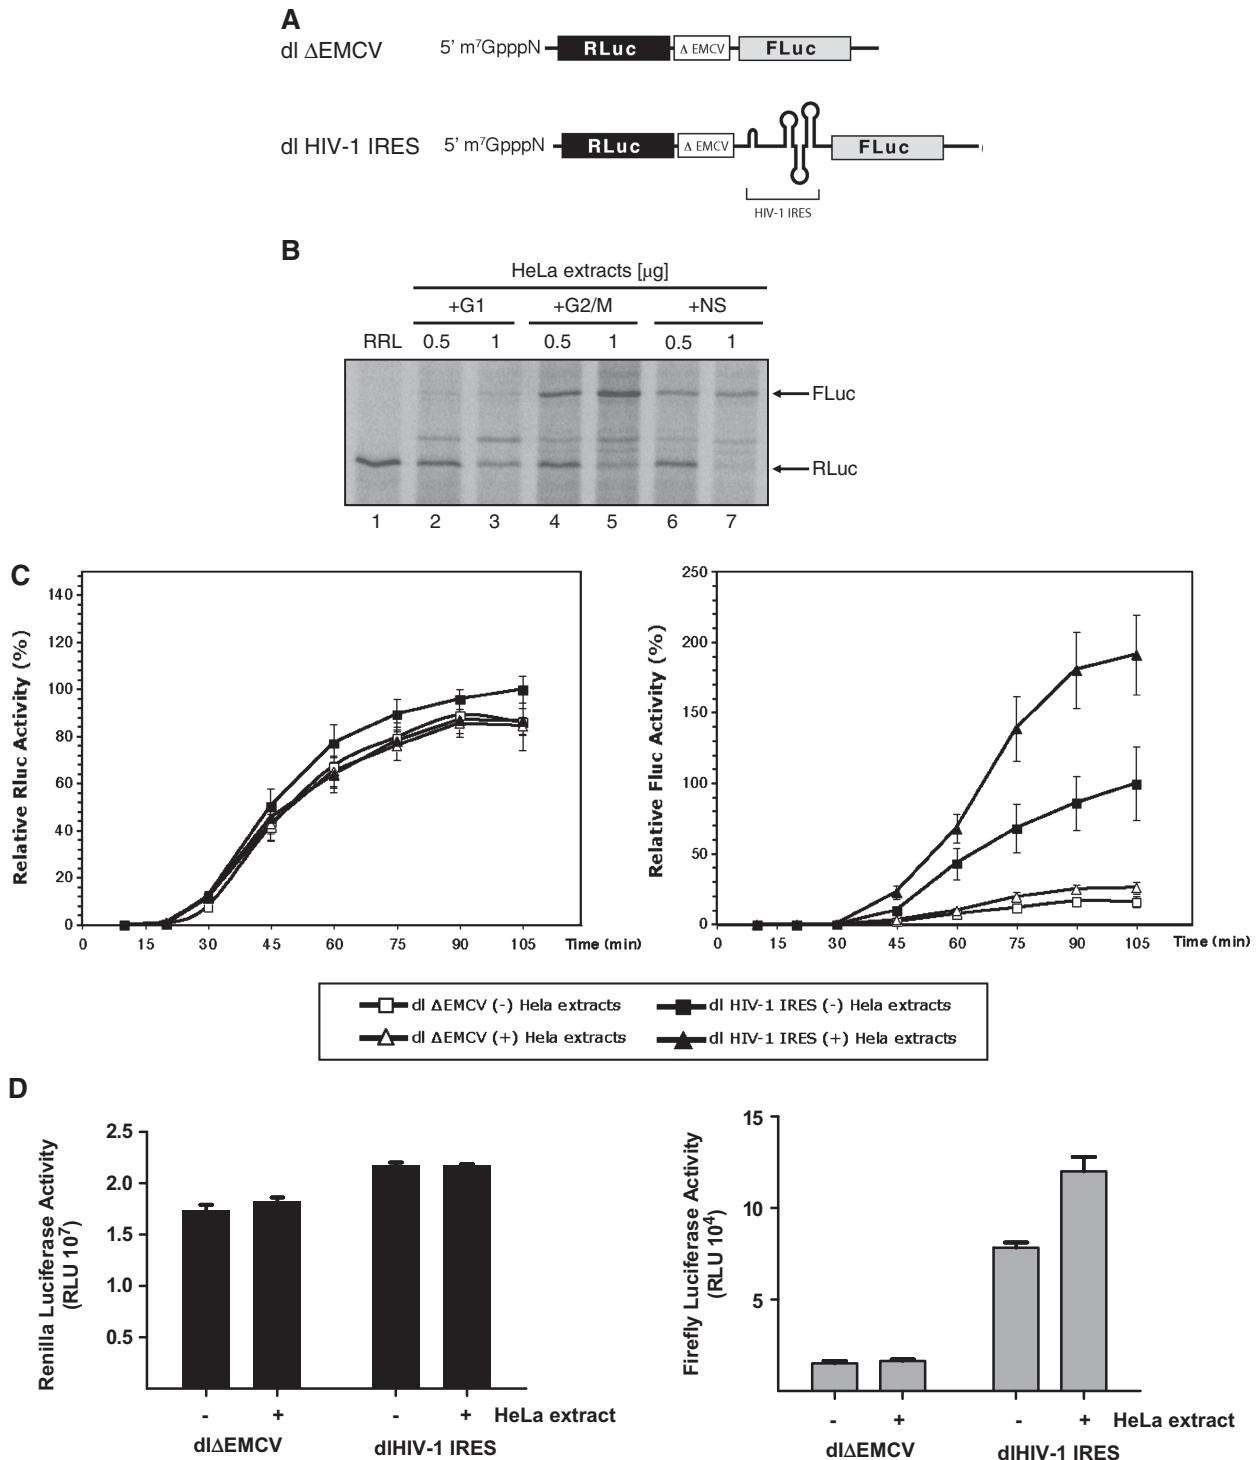 A
dl ΔEMCV
5' m⁷GpppN
RLuc
Δ EMCV
FLuc
dl HIV-1 IRES
5' m⁷GpppN
RLuc
Δ EMCV
FLuc
HIV-1 IRES
B
HeLa extracts [μg]
+G1 +G2/M +NS
RRL 0.5 1 0.5 1 0.5 1
FLuc
RLuc
1 2 3 4 5 6 7
C
Relative Rluc Activity (%)
140
120
100
80
60
40
20
0
0 15 30 45 60 75 90 105 Time (min)
Relative Fluc Activity (%)
250
200
150
100
50
0
0 15 30 45 60 75 90 105 Time (min)
dl ΔEMCV (-) Hela extracts
dl HIV-1 IRES (-) Hela extracts
dl ΔEMCV (+) Hela extracts
dl HIV-1 IRES (+) Hela extracts
D
Renilla Luciferase Activity
(RLU 10⁷)
2.5
2.0
1.5
1.0
0.5
- + - + HeLa extract
dlΔEMCV dlHIV-1 IRES
Firefly Luciferase Activity
(RLU 10⁴)
15
10
5
- + - + HeLa extract
dlΔEMCV dlHIV-1 IRES